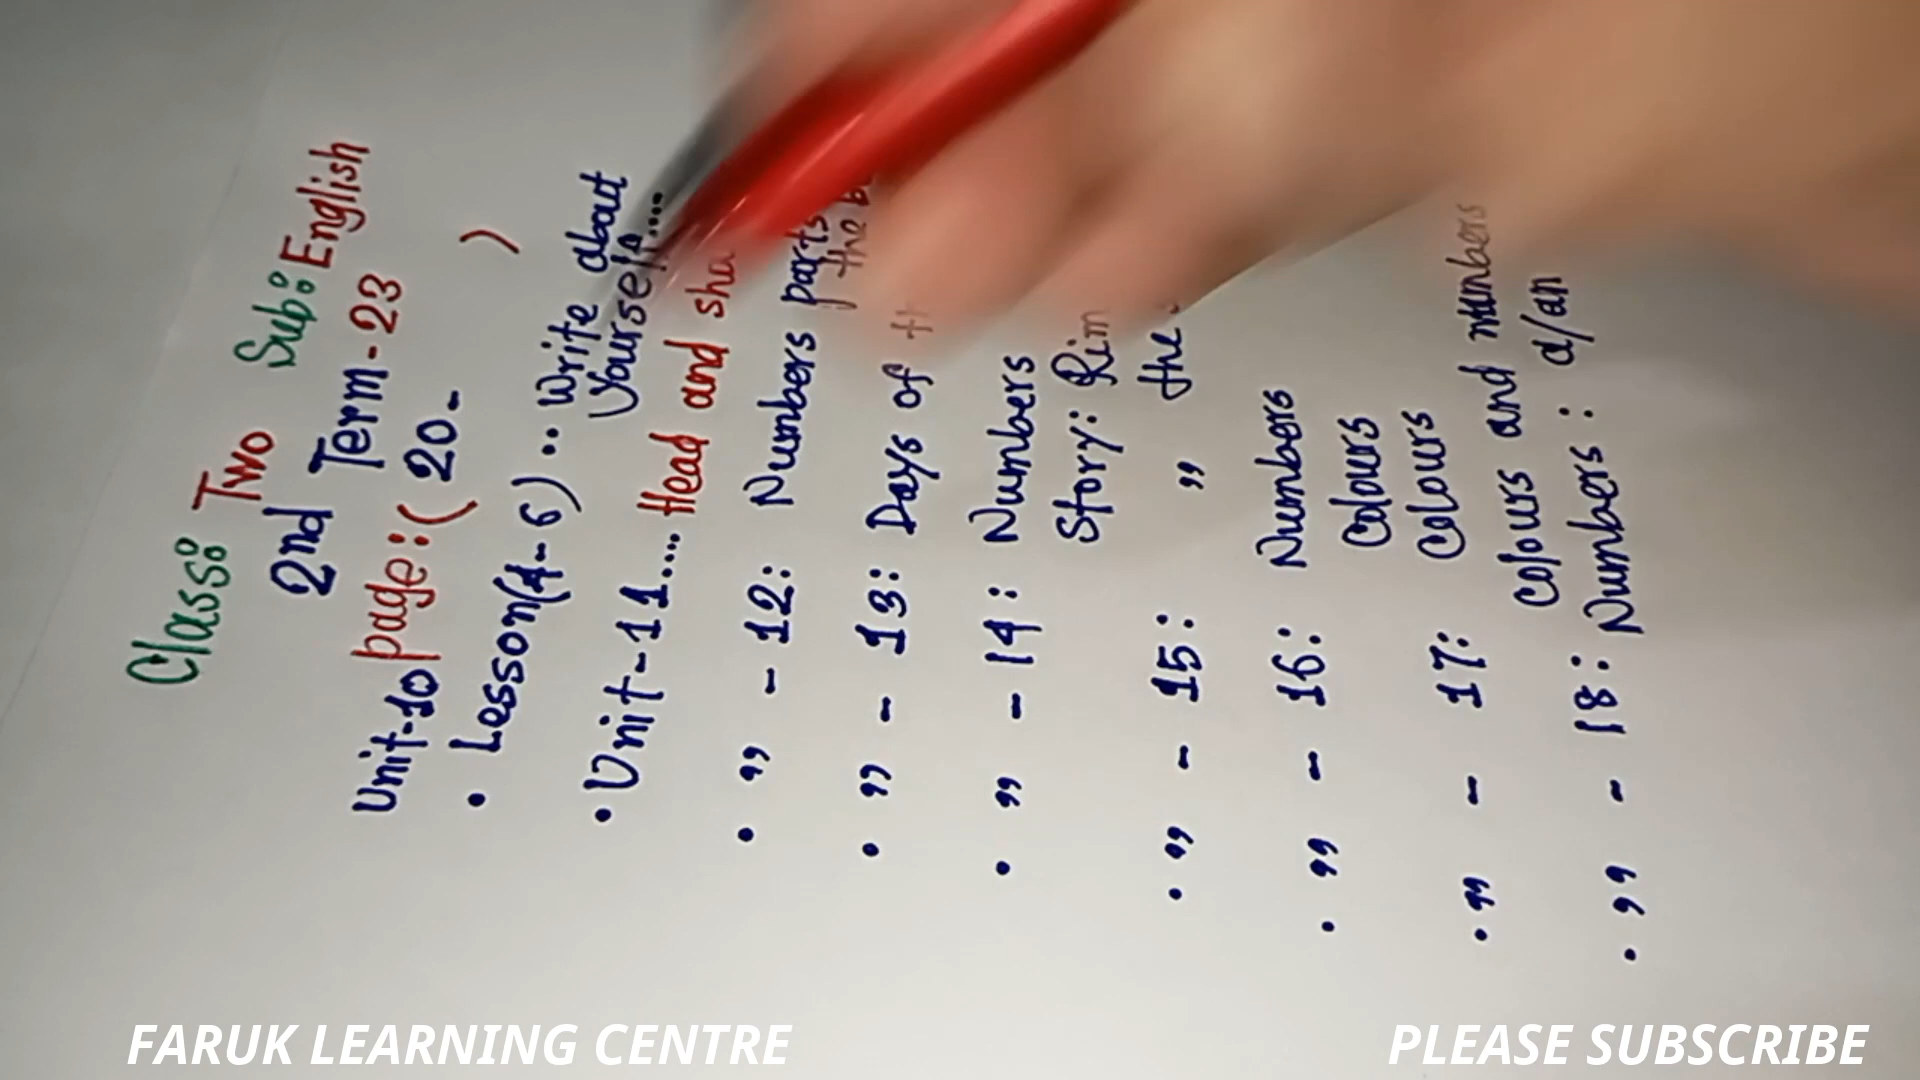 Class: Two Sub: English
2nd Term - 23
Unit-10 page: ( 20 - )
• Lesson (4-6) .. Write about
Yourself....
• Unit-11.... Head and
• " - 12: Numbers parts
the
• " - 13: Days of
• " - 14: Numbers
Story:
• " - 15: " the
• " - 16: Numbers
Colours
• " - 17: Colours
Colours and numbers
• " - 18: Numbers: a/an
FARUK LEARNING CENTRE
PLEASE SUBSCRIBE